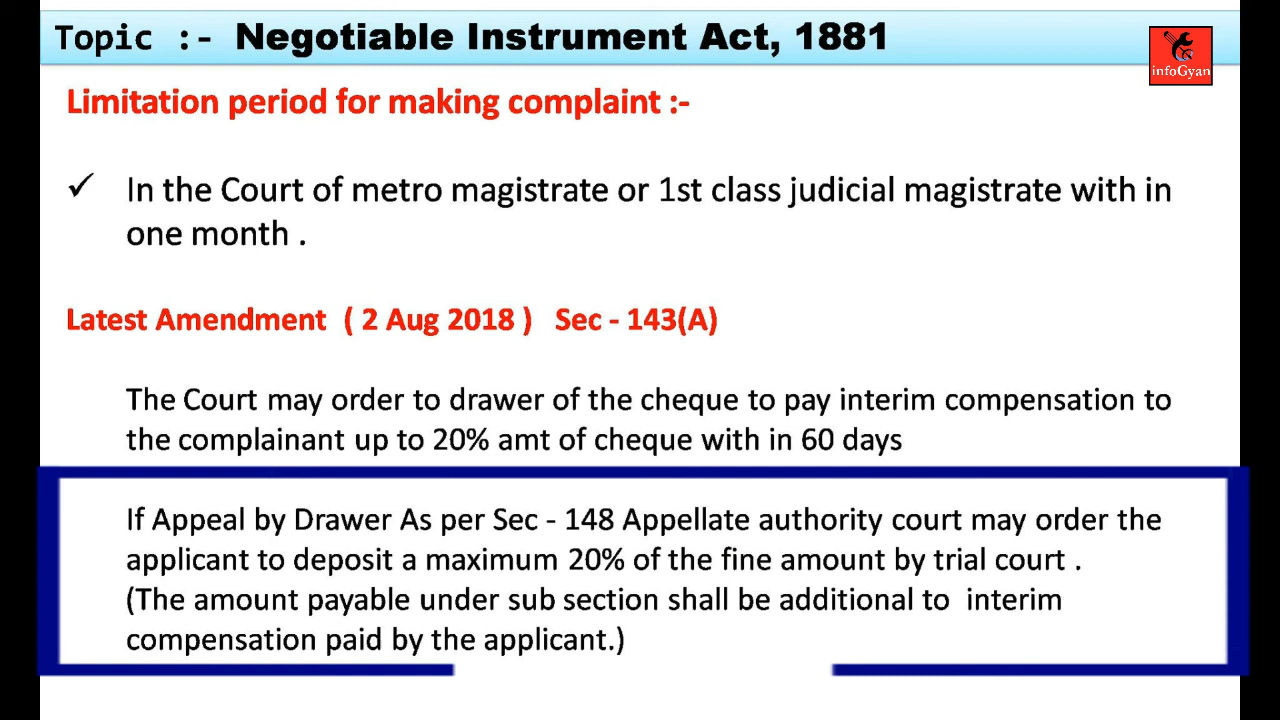 Topic :- Negotiable Instrument Act, 1881
infoGyan
Limitation period for making complaint :-
✓ In the Court of metro magistrate or 1st class judicial magistrate with in
one month .
Latest Amendment ( 2 Aug 2018 ) Sec - 143(A)
The Court may order to drawer of the cheque to pay interim compensation to
the complainant up to 20% amt of cheque with in 60 days
If Appeal by Drawer As per Sec - 148 Appellate authority court may order the
applicant to deposit a maximum 20% of the fine amount by trial court .
(The amount payable under sub section shall be additional to interim
compensation paid by the applicant.)